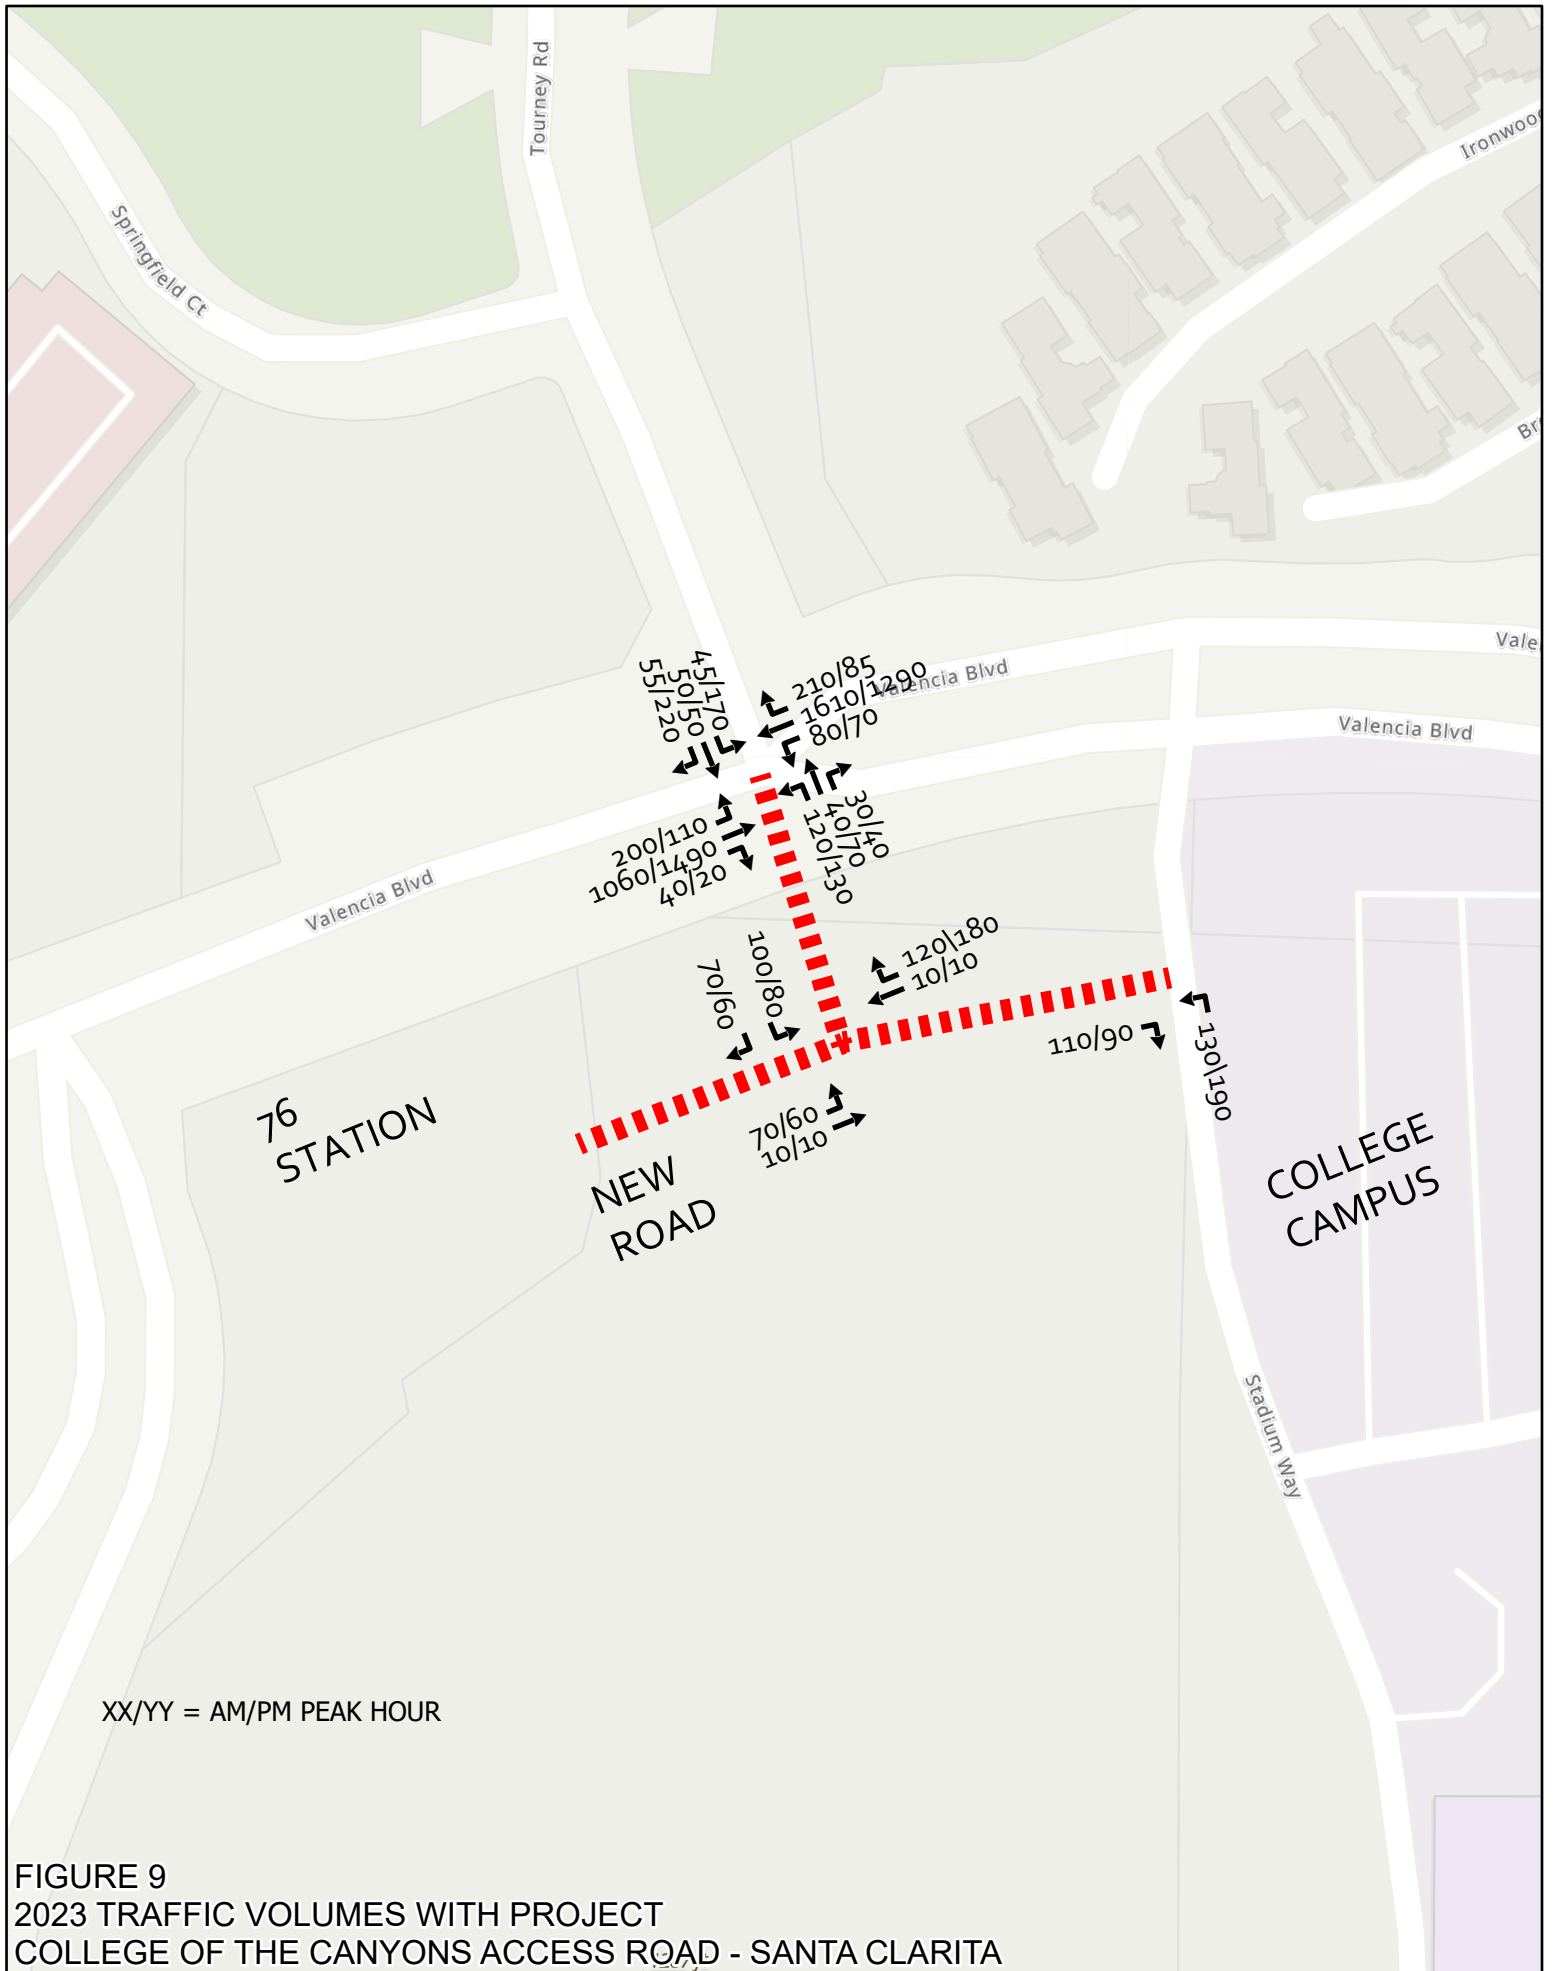 Tourney Rd
Ironwood
Springfield Ct
Valencia Blvd
Vale
Valencia Blvd
45/170
50/50
55/220
210/85
1610/1290
80/70
200/110
1060/1490
40/20
30/40
40/70
120/130
Valencia Blvd
120\180
10/10
100/80
70/60
110/90
130\190
70/60
10/10
76
STATION
NEW
ROAD
COLLEGE
CAMPUS
Stadium Way
XX/YY = AM/PM PEAK HOUR
FIGURE 9
2023 TRAFFIC VOLUMES WITH PROJECT
COLLEGE OF THE CANYONS ACCESS ROAD - SANTA CLARITA